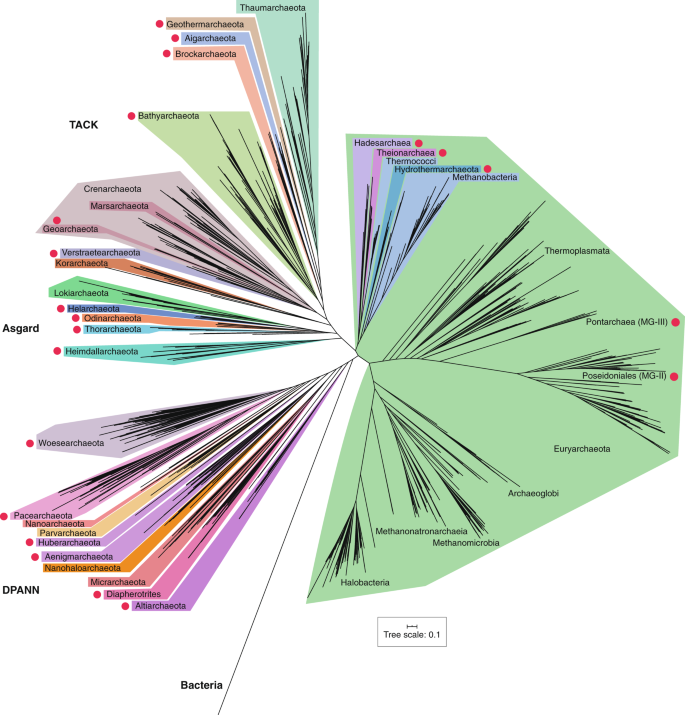 Thaumarchaeota
Geothermarchaeota
Aigarchaeota
Brockarchaeota
Bathyarchaeota
TACK
Crenarchaeota
Marsarchaeota
Geoarchaeota
Verstraetearchaeota
Korarchaeota
Lokiarchaeota
Helarchaeota
Odinarchaeota
Asgard
Thorarchaeota
Heimdallarchaeota
Woesearchaeota
Pacearchaeota
Nanoarchaeota
Parvarchaeota
Huberarchaeota
Aenigmarchaeota
Nanohaloarchaeota
DPANN
Micrarchaeota
Diapherotrites
Altiarchaeota
Bacteria
Hadesarchaea
Theionarchaea
Thermococci
Hydrothermarchaeota
Methanobacteria
Thermoplasmata
Pontarchaea (MG-III)
Poseidoniales (MG-II)
Euryarchaeota
Archaeoglobi
Methanonatronarchaeia
Methanomicrobia
Halobacteria
Tree scale: 0.1